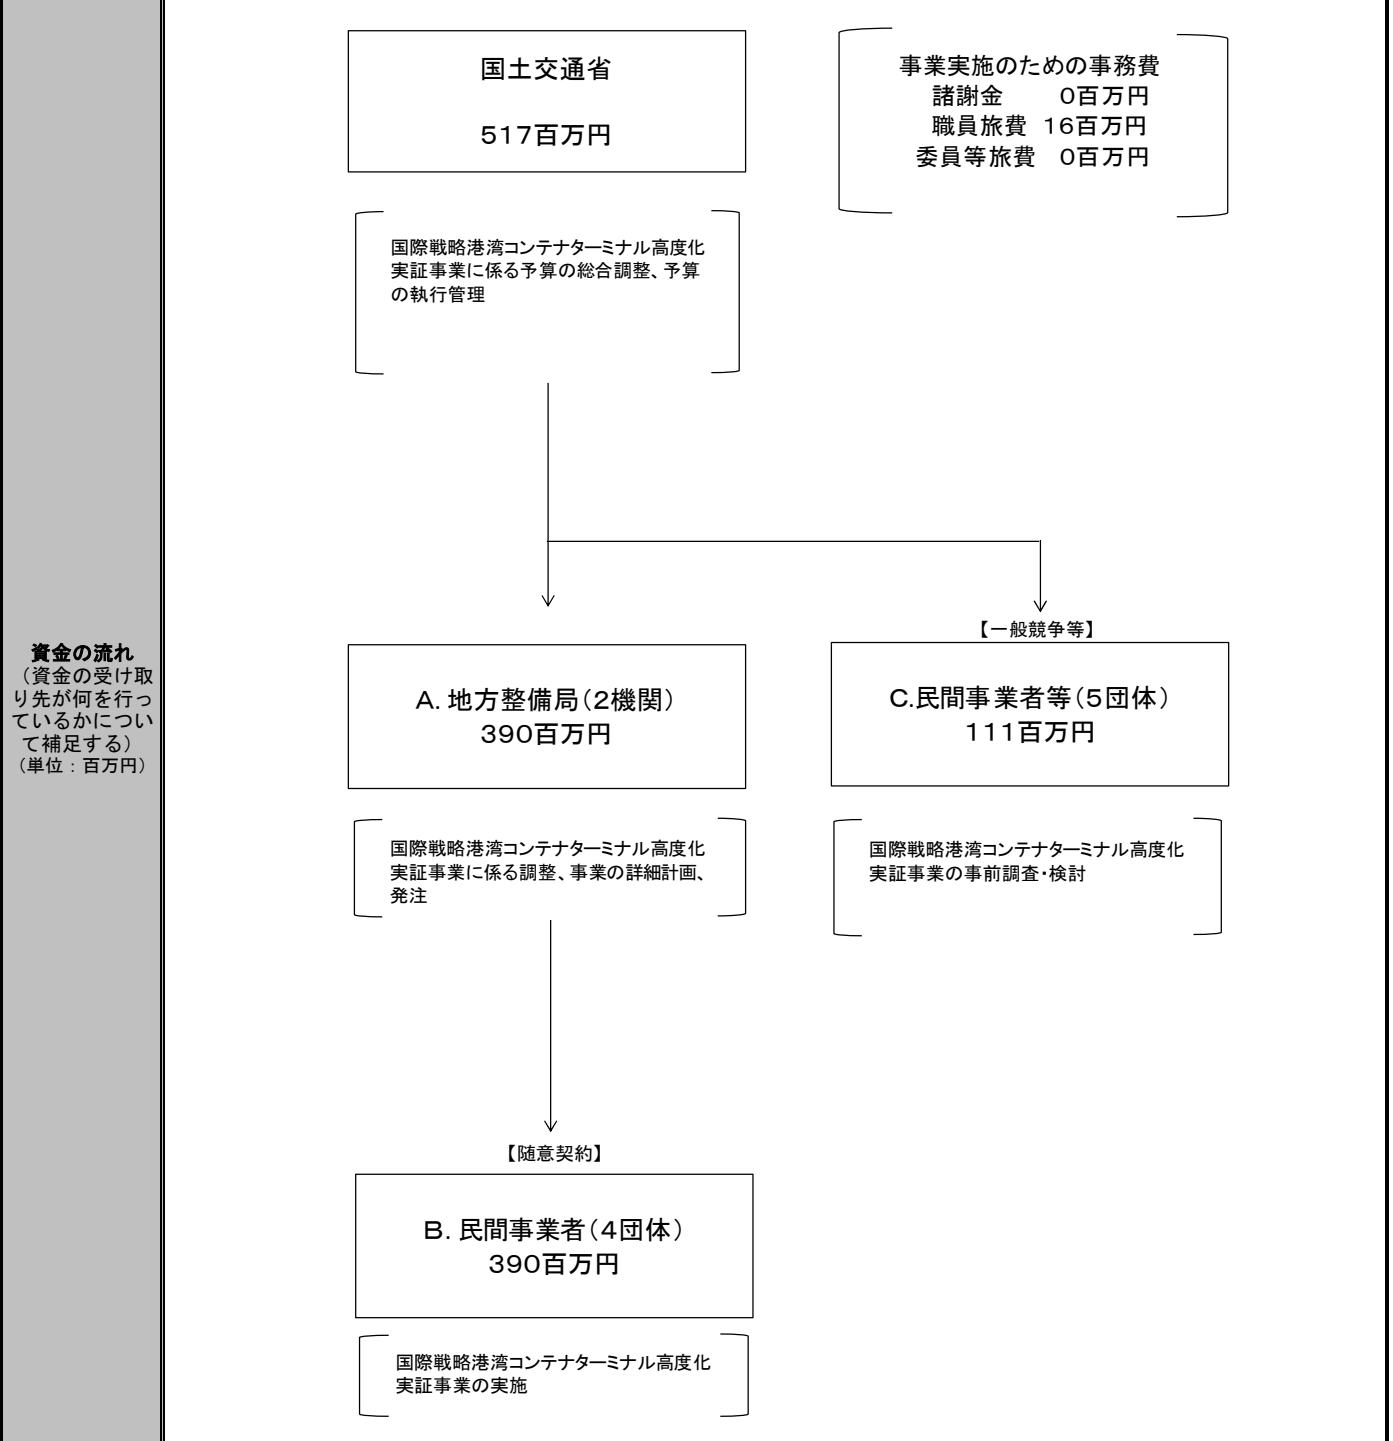 資金の流れ
（資金の受け取
り先が何を行っ
ているかについ
て補足する）
（単位：百万円）
国土交通省
517百万円
事業実施のための事務費
諸謝金　　0百万円
職員旅費　16百万円
委員等旅費　0百万円
国際戦略港湾コンテナターミナル高度化
実証事業に係る予算の総合調整、予算
の執行管理
【一般競争等】
A. 地方整備局（2機関）
390百万円
C.民間事業者等（5団体）
111百万円
国際戦略港湾コンテナターミナル高度化
実証事業に係る調整、事業の詳細計画、
発注
国際戦略港湾コンテナターミナル高度化
実証事業の事前調査・検討
【随意契約】
B. 民間事業者（4団体）
390百万円
国際戦略港湾コンテナターミナル高度化
実証事業の実施